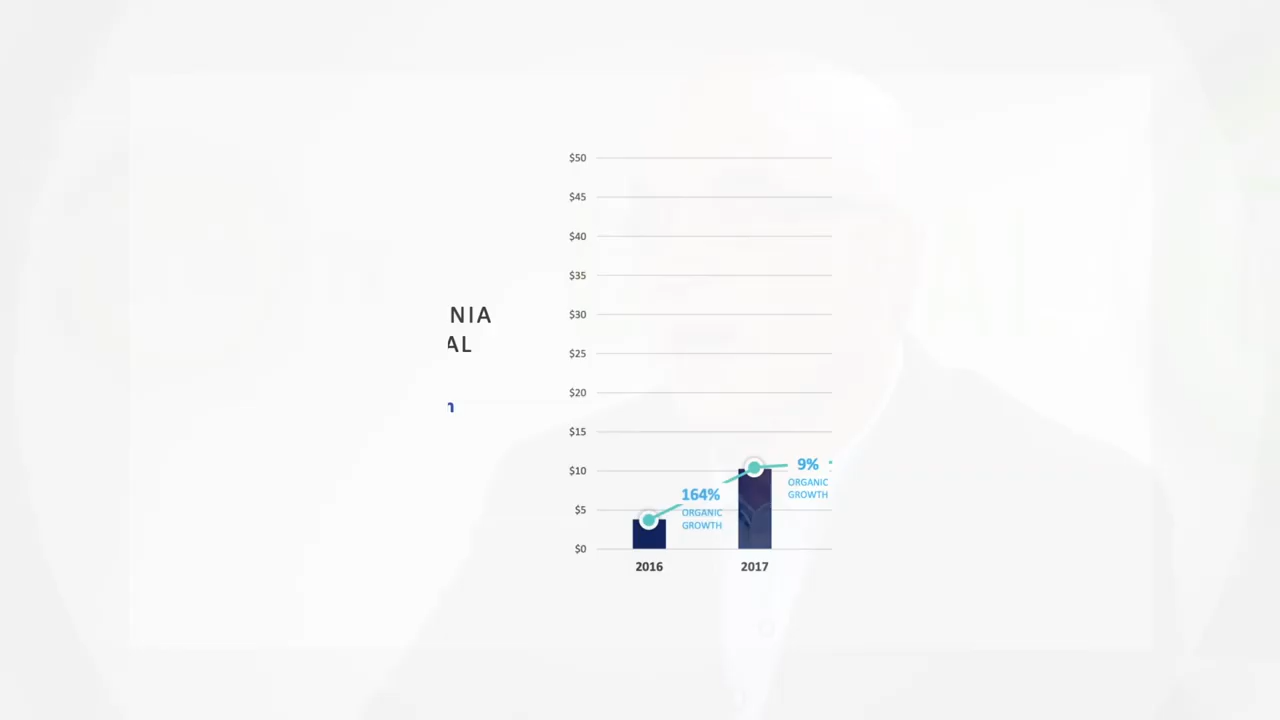 NIA
AL
$50
$45
$40
$35
$30
$25
$20
$15
$10
$5
$0
164%
ORGANIC
GROWTH
9%
ORGANIC
GROWTH
2016
2017